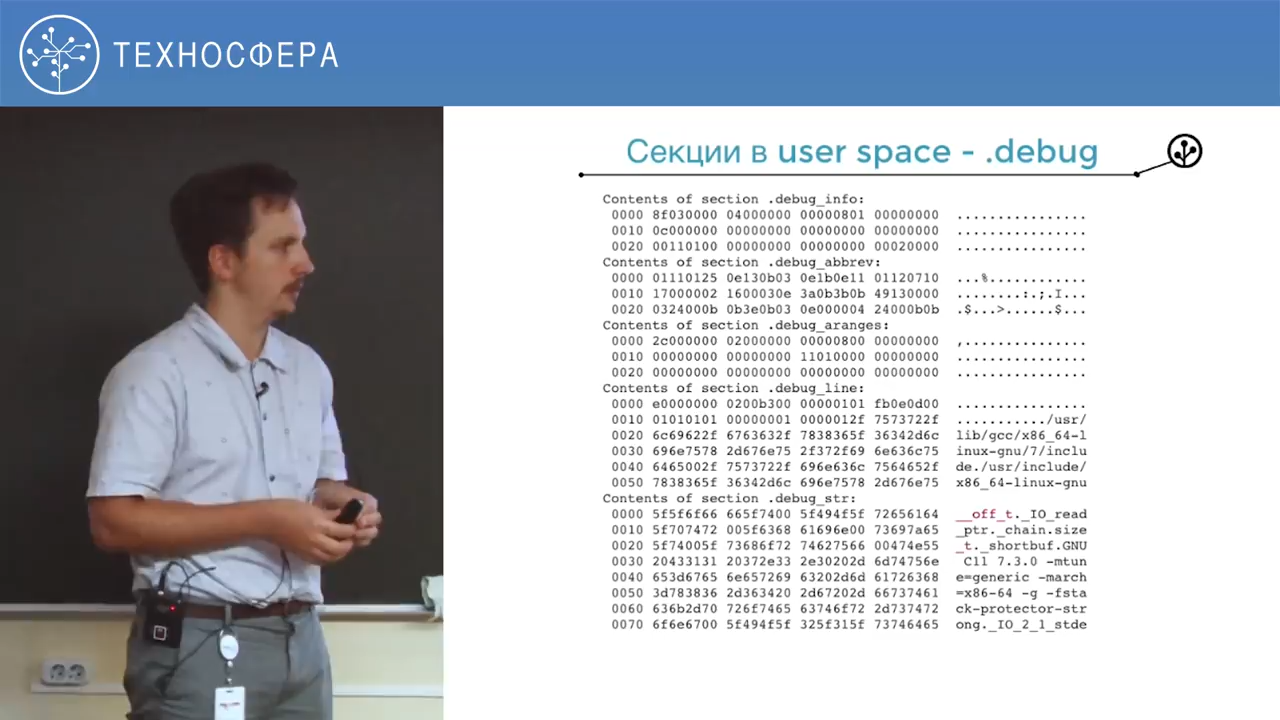 ТЕХНОСФЕРА
Секции в user space - .debug
Contents of section .debug_info:
0000 8f030000 04000000 00000801 00000000 ................
0010 0c000000 00000000 00000000 00000000 ................
0020 00110100 00000000 00000000 00020000 ................
Contents of section .debug_abbrev:
0000 01110125 0e130b03 0e1b0e11 01120710 ...%............
0010 17000002 1600030e 3a0b3b0b 49130000 ........:.;.I...
0020 0324000b 0b3e0b03 0e000004 24000b0b .$...>......$...
Contents of section .debug_aranges:
0000 2c000000 02000000 00000800 00000000 ,...............
0010 00000000 00000000 11010000 00000000 ................
0020 00000000 00000000 00000000 00000000 ................
Contents of section .debug_line:
0000 e0000000 0200b300 00000101 fb0e0d00 ................
0010 01010101 00000001 0000012f 7573722f .........../usr/
0020 6c69622f 6763632f 7838365f 36342d6c lib/gcc/x86_64-l
0030 696e7578 2d676e75 2f372f69 6e636c75 inux-gnu/7/inclu
0040 6465002f 7573722f 696e636c 7564652f de./usr/include/
0050 7838365f 36342d6c 696e7578 2d676e75 x86_64-linux-gnu
Contents of section .debug_str:
0000 5f5f6f66 665f7400 5f494f5f 72656164 __off_t._IO_read
0010 5f707472 005f6368 61696e00 73697a65 _ptr._chain.size
0020 5f74005f 73686f72 74627566 00474e55 _t._shortbuf.GNU
0030 20433131 20372e33 2e30202d 6d74756e C11 7.3.0 -mtun
0040 653d6765 6e657269 63202d6d 61726368 e=generic -march
0050 3d783836 2d363420 2d67202d 66737461 =x86-64 -g -fsta
0060 636b2d70 726f7465 63746f72 2d737472 ck-protector-str
0070 6f6e6700 5f494f5f 325f315f 73746465 ong._IO_2_1_stde